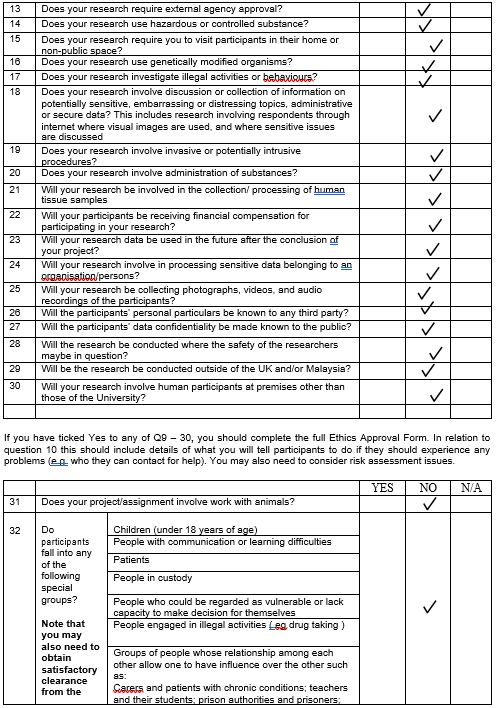 13 Does your research require external agency approval?
14 Does your research use hazardous or controlled substance?
15 Does your research require you to visit participants in their home or
non-public space?
16 Does your research use genetically modified organisms?
17 Does your research investigate illegal activities or behaviours?
18 Does your research involve discussion or collection of information on
potentially sensitive, embarrassing or distressing topics, administrative
or secure data? This includes research involving respondents through
internet where visual images are used, and where sensitive issues
are discussed
19 Does your research involve invasive or potentially intrusive
procedures?
20 Does your research involve administration of substances?
21 Will your research be involved in the collection/ processing of human
tissue samples
22 Will your participants be receiving financial compensation for
participating in your research?
23 Will your research data be used in the future after the conclusion of
your project?
24 Will your research involve in processing sensitive data belonging to an
organisation/persons?
25 Will your research be collecting photographs, videos, and audio
recordings of the participants?
26 Will the participants' personal particulars be known to any third party?
27 Will the participants' data confidentiality be made known to the public?
28 Will the research be conducted where the safety of the researchers
maybe in question?
29 Will be the research be conducted outside of the UK and/or Malaysia?
30 Will your research involve human participants at premises other than
those of the University?
If you have ticked Yes to any of Q9 – 30, you should complete the full Ethics Approval Form. In relation to
question 10 this should include details of what you will tell participants to do if they should experience any
problems (e.g. who they can contact for help). You may also need to consider risk assessment issues.
YES NO N/A
31 Does your project/assignment involve work with animals?
32 Do
participants
fall into any
of the
following
special
groups?
Note that
you may
also need to
obtain
satisfactory
clearance
from the
Children (under 18 years of age)
People with communication or learning difficulties
Patients
People in custody
People who could be regarded as vulnerable or lack
capacity to make decision for themselves
People engaged in illegal activities ( eg drug taking )
Groups of people whose relationship among each
other allow one to have influence over the other such
as:
Carers and patients with chronic conditions; teachers
and their students; prison authorities and prisoners;